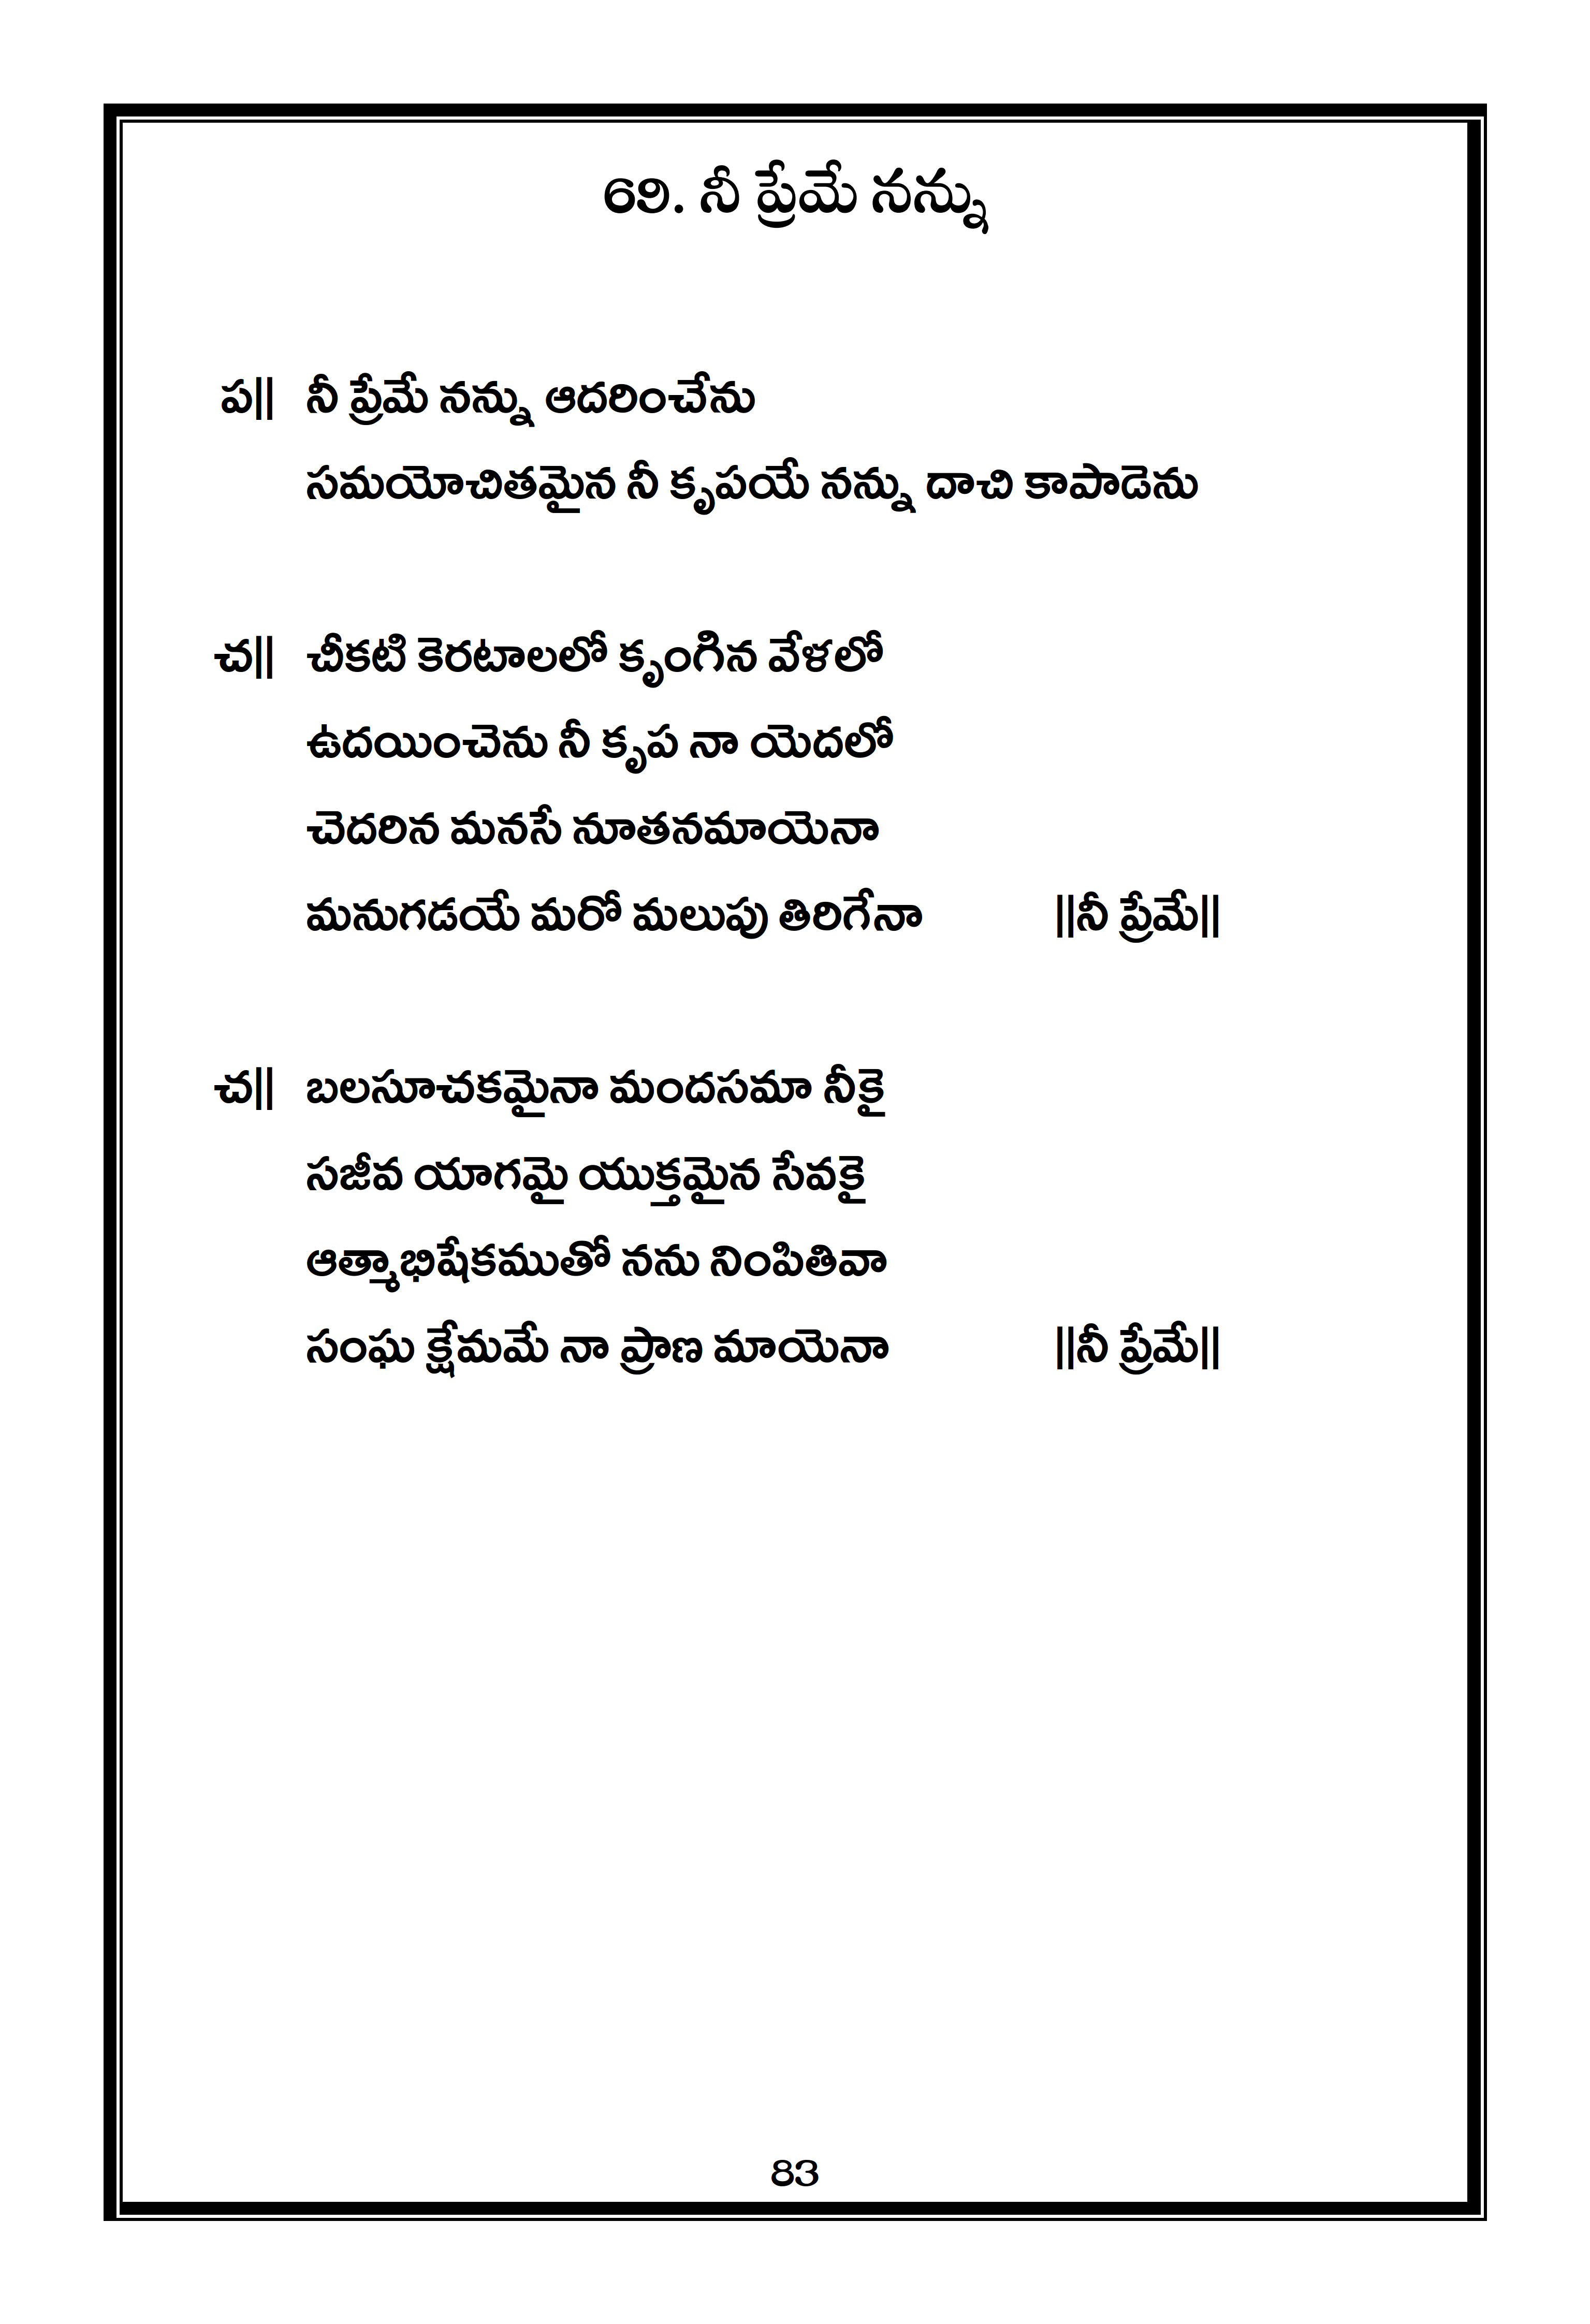 69. నీ ప్రేమే నన్ను
ప|| నీ ప్రేమే నన్ను ఆదరించేను
సమయోచితమైన నీ కృపయే నన్ను దాచి కాపాడెను
చ|| చీకటి కెరటాలలో కృంగిన వేళలో
ఉదయించెను నీ కృప నా యెదలో
చెదరిన మనసే నూతనమాయెనా
మనుగడయే మరో మలుపు తిరిగేనా ||నీ ప్రేమే||
చ|| బలసూచకమైనా మందసమా నీకై
సజీవ యాగమై యుక్తమైన సేవకై
ఆత్మాభిషేకముతో నను నింపితివా
సంఘ క్షేమమే నా ప్రాణ మాయెనా ||నీ ప్రేమే||
83